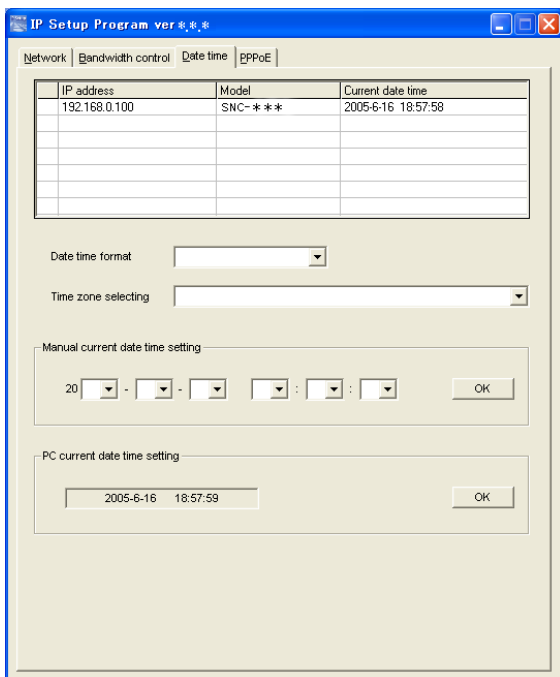 IP Setup Program ver*.*.*
Network Bandwidth control Date time PPPoE
IP address Model Current date time
192.168.0.100 SNC-*** 2005-6-16 18:57:58
Date time format
Time zone selecting
Manual current date time setting
20 - - : : OK
PC current date time setting
2005-6-16 18:57:59 OK